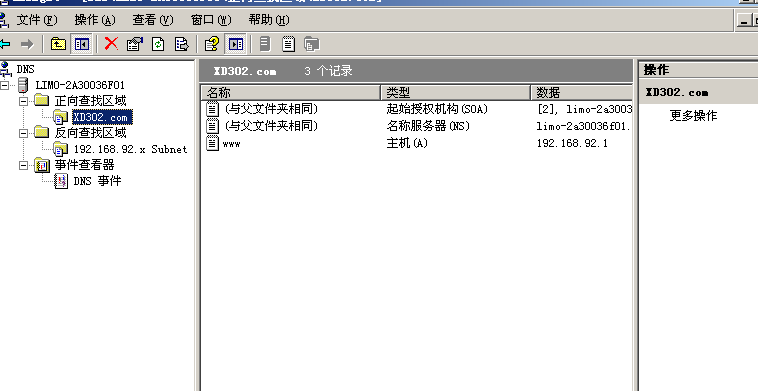 文件(F) 操作(A) 查看(V) 窗口(W) 帮助(H)
DNS
LIMO-2A30036F01
正向查找区域
XD302.com
反向查找区域
192.168.92.x Subnet
事件查看器
DNS 事件
XD302.com 3 个记录
名称 类型 数据
(与父文件夹相同) 起始授权机构(SOA) [2], limo-2a3003
(与父文件夹相同) 名称服务器(NS) limo-2a30036f01.
www 主机(A) 192.168.92.1
操作
XD302.com
更多操作